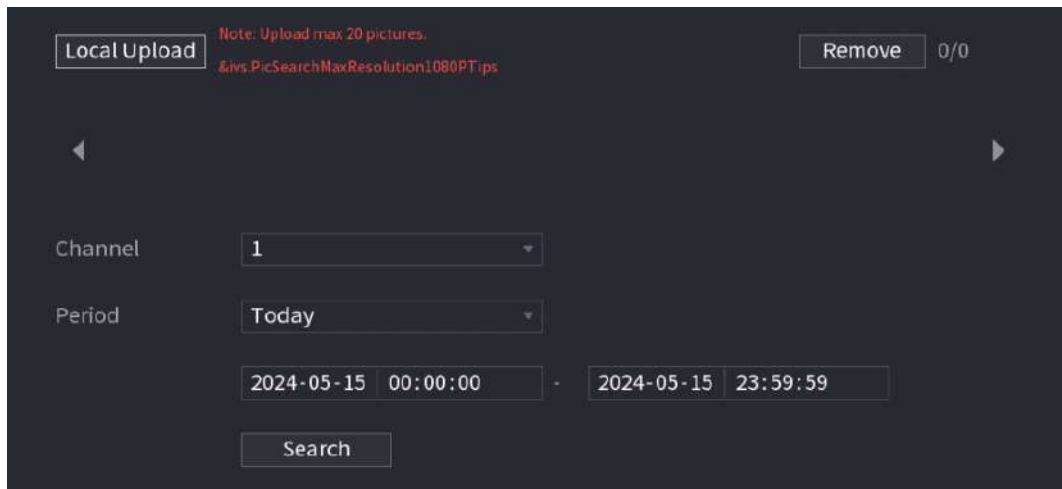 Local Upload
Note: Upload max 20 pictures.
&ivs.PicSearchMaxResolution1080PTips
Remove 0/0
Channel 1
Period Today
2024-05-15 00:00:00 - 2024-05-15 23:59:59
Search